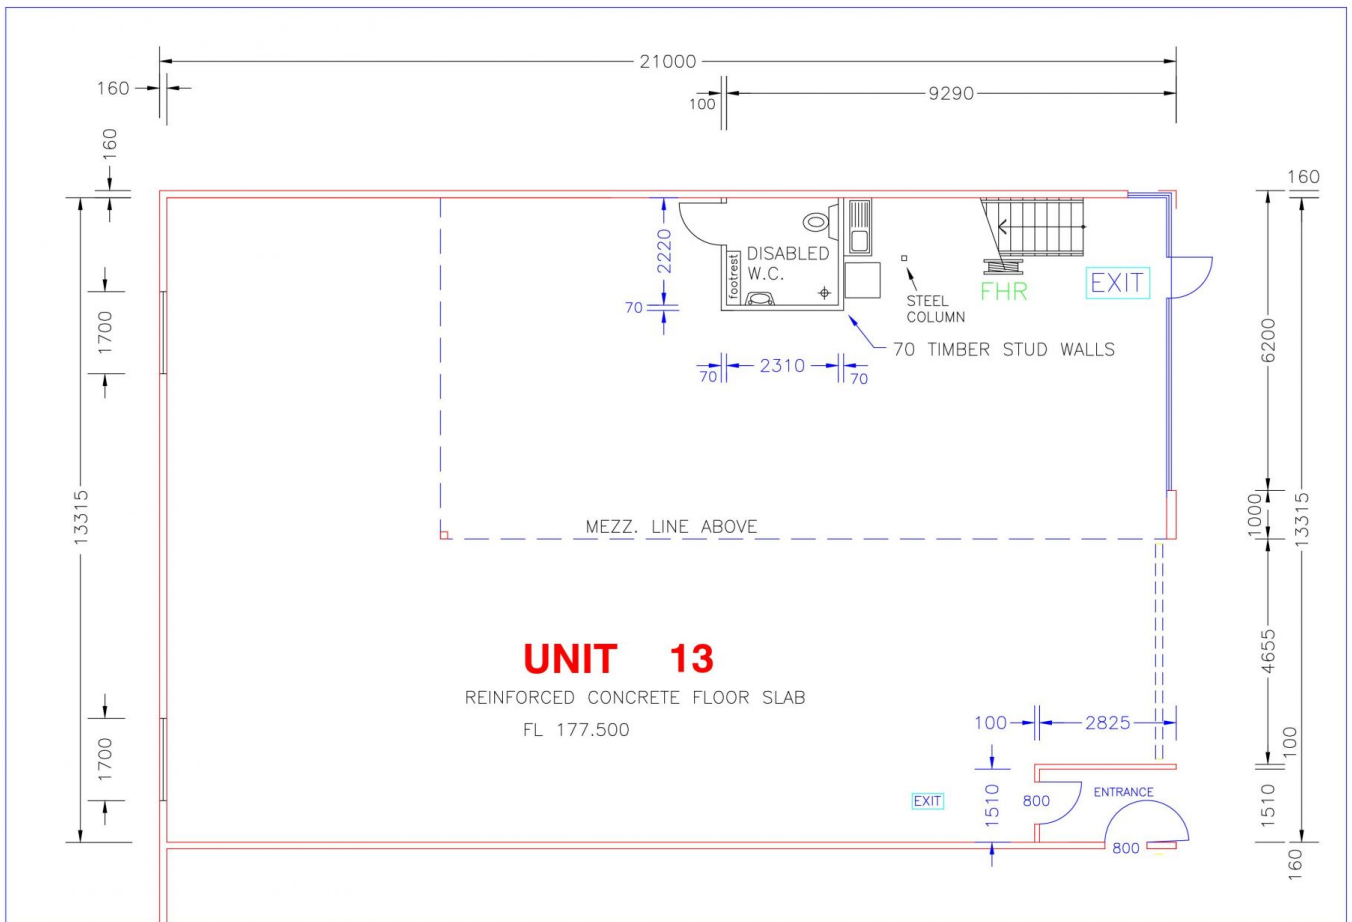 21000
160
9290
100
160
160
DISABLED
W.C.
footrest
2220
70
STEEL
COLUMN
FHR
EXIT
70 TIMBER STUD WALLS
70
2310
70
1700
6200
13315
MEZZ. LINE ABOVE
1000
13315
UNIT 13
REINFORCED CONCRETE FLOOR SLAB
FL 177.500
4655
100
2825
100
1700
1510
EXIT
800
ENTRANCE
1510
800
160